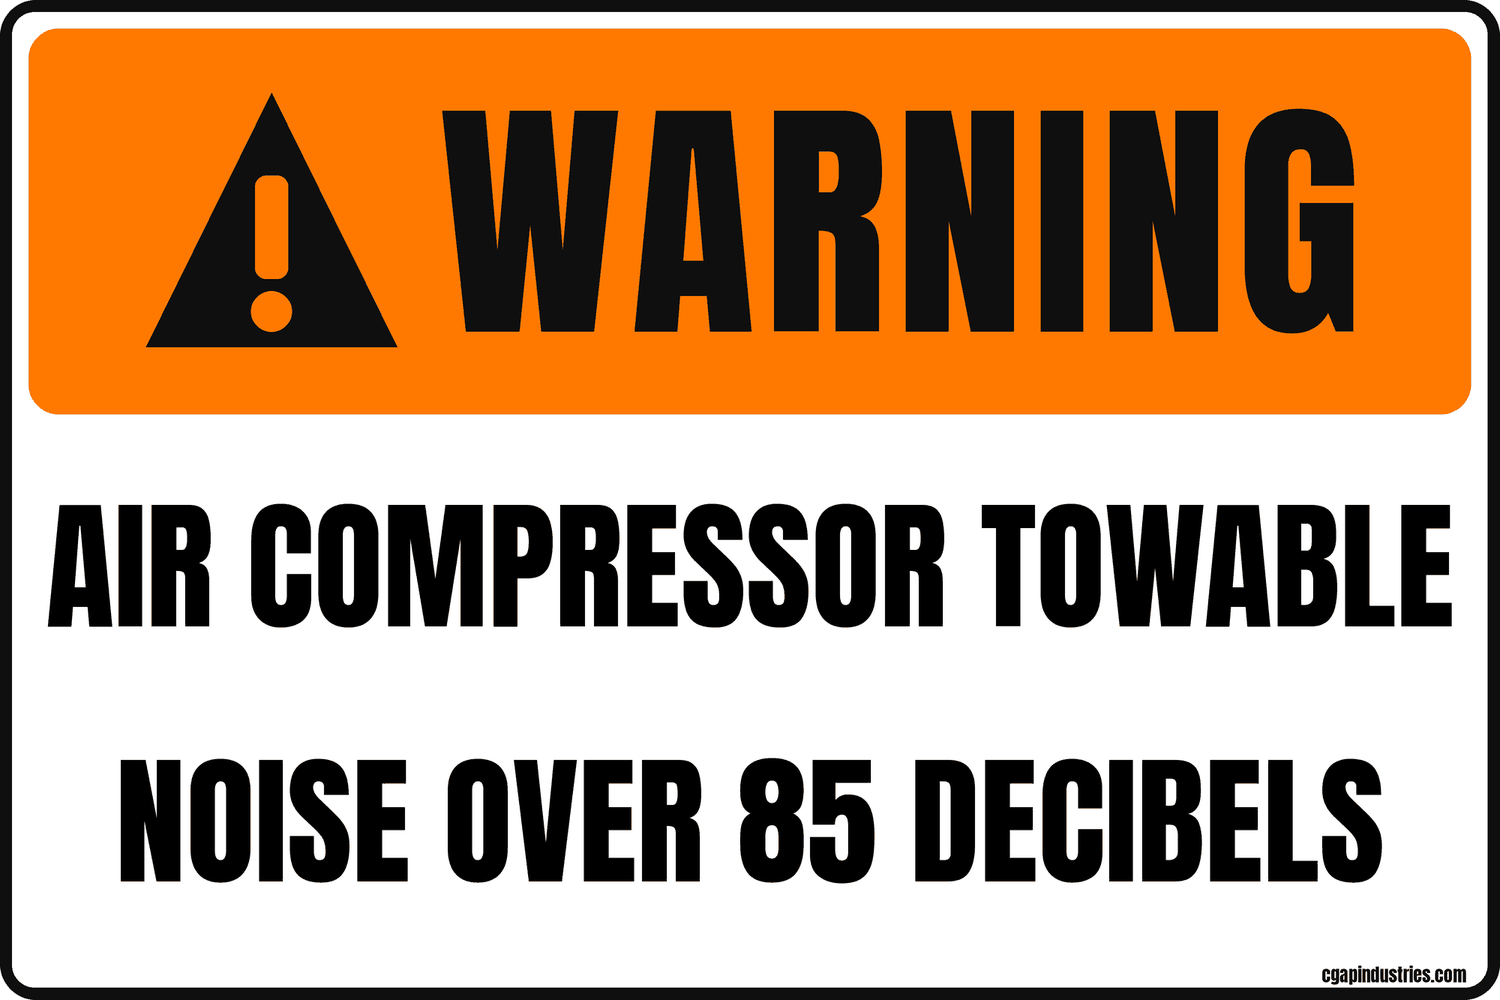 WARNING
AIR COMPRESSOR TOWABLE
NOISE OVER 85 DECIBELS
cgapindustries.com